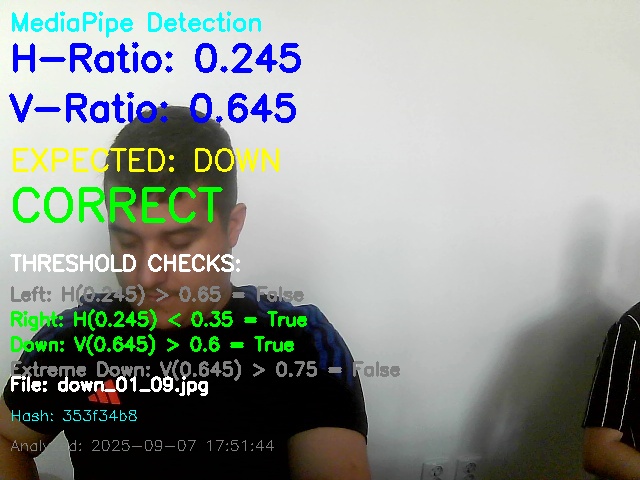 MediaPipe Detection
H-Ratio: 0.245
V-Ratio: 0.645
EXPECTED: DOWN
CORRECT
THRESHOLD CHECKS:
Left: H(0.245) > 0.65 = False
Right: H(0.245) < 0.35 = True
Down: V(0.645) > 0.6 = True
Extreme Down: V(0.645) > 0.75 = False
File: down_01_09.jpg
Hash: 353f34b8
Analyzed: 2025-09-07 17:51:44